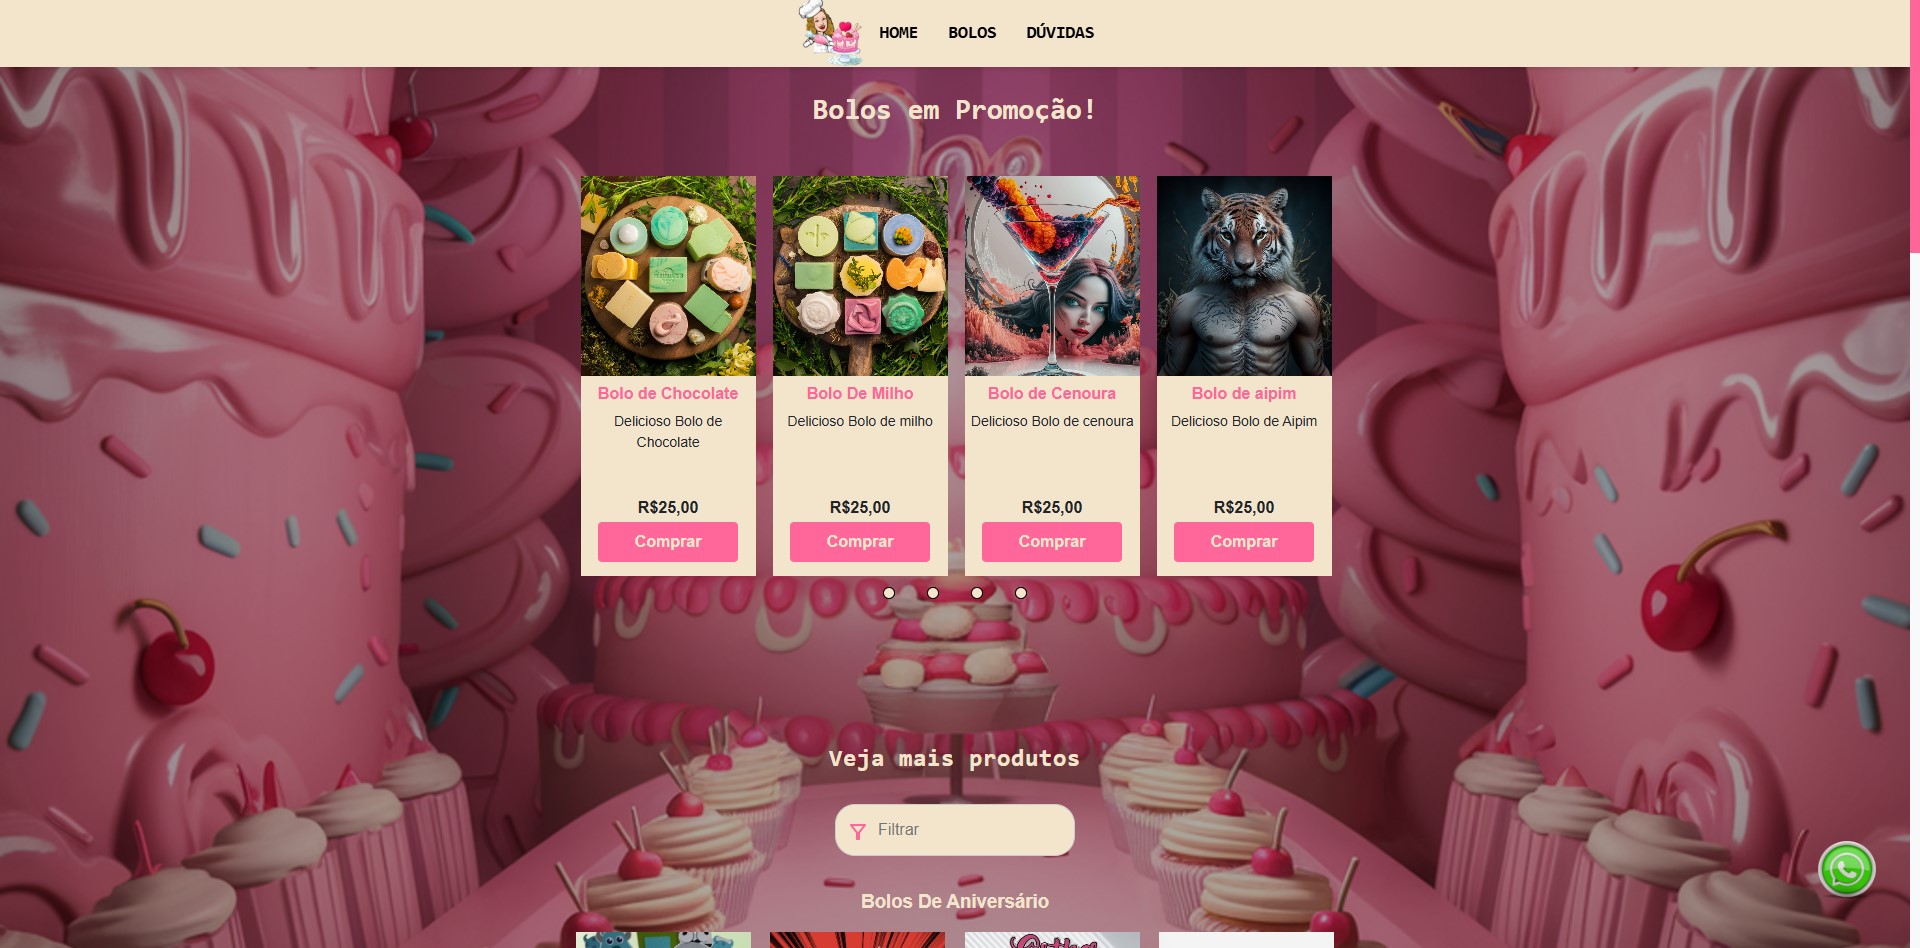 HOME
BOLOS
DÚVIDAS
Bolos em Promoção!
Bolo de Chocolate
Delicioso Bolo de
Chocolate
R$25,00
Comprar
Bolo De Milho
Delicioso Bolo de milho
R$25,00
Comprar
Bolo de Cenoura
Delicioso Bolo de cenoura
R$25,00
Comprar
Bolo de aipim
Delicioso Bolo de Aipim
R$25,00
Comprar
Veja mais produtos
Filtrar
Bolos De Aniversário